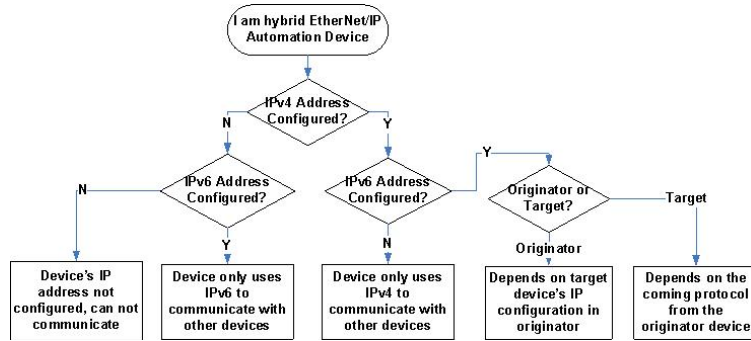 I am hybrid EtherNet/IP
Automation Device
IPv4 Address
Configured?
N
Y
IPv6 Address
Configured?
N
Y
IPv6 Address
Configured?
Y
N
Originator or
Target?
Originator
Target
Device's IP
address not
configured, can not
communicate
Device only uses
IPv6 to
communicate with
other devices
Device only uses
IPv4 to
communicate with
other devices
Depends on target
device's IP
configuration in
originator
Depends on the
coming protocol
from the
originator device